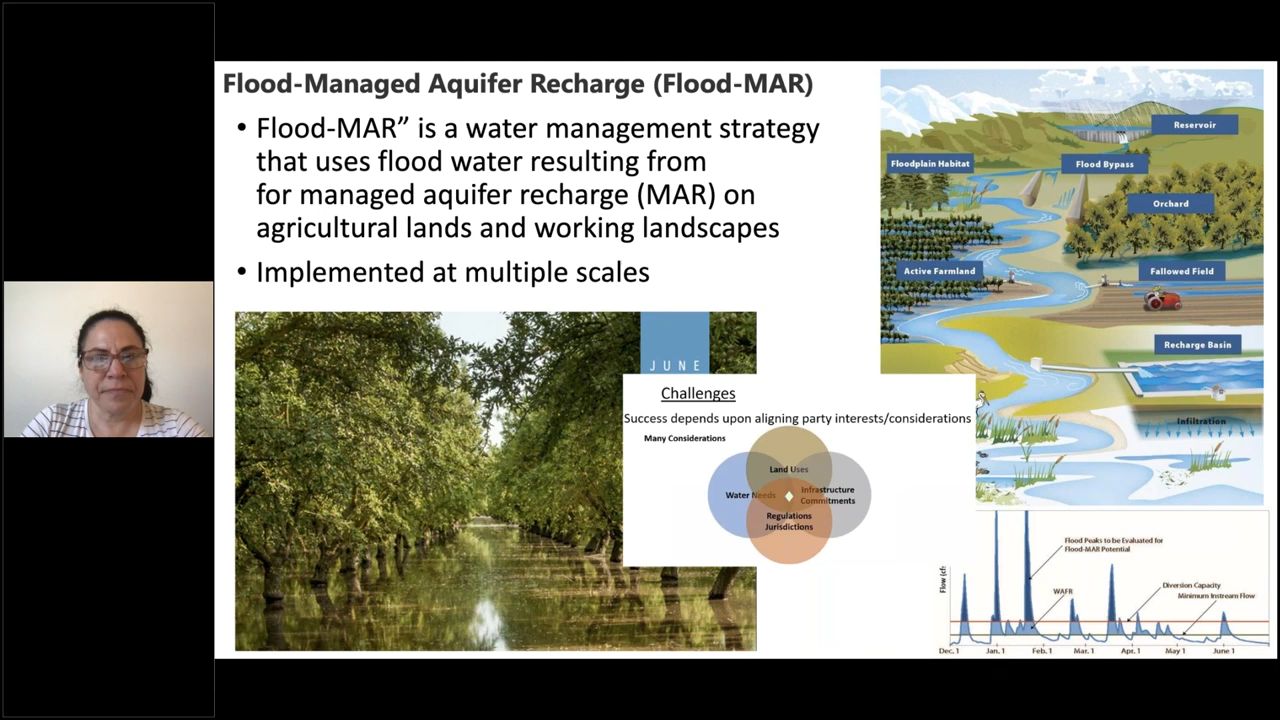 Flood-Managed Aquifer Recharge (Flood-MAR)
• Flood-MAR” is a water management strategy
that uses flood water resulting from
for managed aquifer recharge (MAR) on
agricultural lands and working landscapes
• Implemented at multiple scales
JUNE
Challenges
Success depends upon aligning party interests/considerations
Many Considerations
Land Uses
Water Needs
Infrastructure
Commitments
Regulations
Jurisdictions
Reservoir
Floodplain Habitat
Flood Bypass
Orchard
Active Farmland
Fallowed Field
Recharge Basin
Infiltration
Flood Peaks to be Evaluated for
Flood-MAR Potential
WAFR
Diversion Capacity
Minimum Instream Flow
Flow (cf
Dec. 1 Jan. 1 Feb. 1 Mar. 1 Apr. 1 May 1 June 1